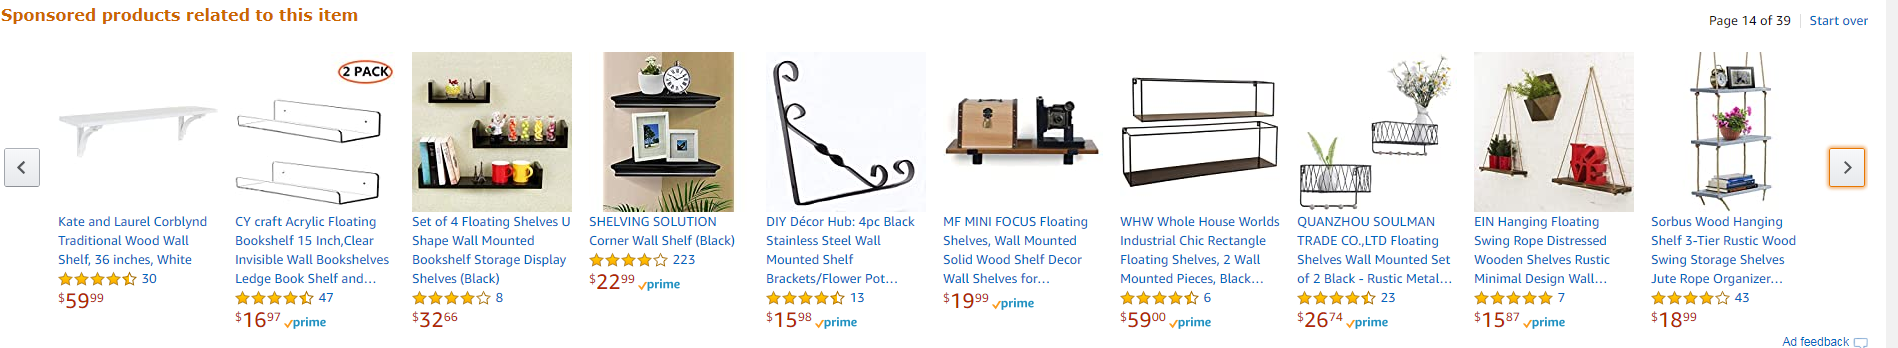 Sponsored products related to this item
Page 14 of 39 Start over
2 PACK
Kate and Laurel Corblynd
Traditional Wood Wall
Shelf, 36 inches, White
30
$59.99
CY craft Acrylic Floating
Bookshelf 15 Inch,Clear
Invisible Wall Bookshelves
Ledge Book Shelf and...
47
$16.97 prime
Set of 4 Floating Shelves U
Shape Wall Mounted
Bookshelf Storage Display
Shelves (Black)
8
$32.66
SHELVING SOLUTION
Corner Wall Shelf (Black)
223
$22.99 prime
DIY Décor Hub: 4pc Black
Stainless Steel Wall
Mounted Shelf
Brackets/Flower Pot...
13
$15.98 prime
MF MINI FOCUS Floating
Shelves, Wall Mounted
Solid Wood Shelf Decor
Wall Shelves for...
$19.99 prime
WHW Whole House Worlds
Industrial Chic Rectangle
Floating Shelves, 2 Wall
Mounted Pieces, Black...
6
$59.00 prime
QUANZHOU SOULMAN
TRADE CO.,LTD Floating
Shelves Wall Mounted Set
of 2 Black - Rustic Metal...
23
$26.74 prime
EIN Hanging Floating
Swing Rope Distressed
Wooden Shelves Rustic
Minimal Design Wall...
7
$15.87 prime
Sorbus Wood Hanging
Shelf 3-Tier Rustic Wood
Swing Storage Shelves
Jute Rope Organizer...
43
$18.99
Ad feedback